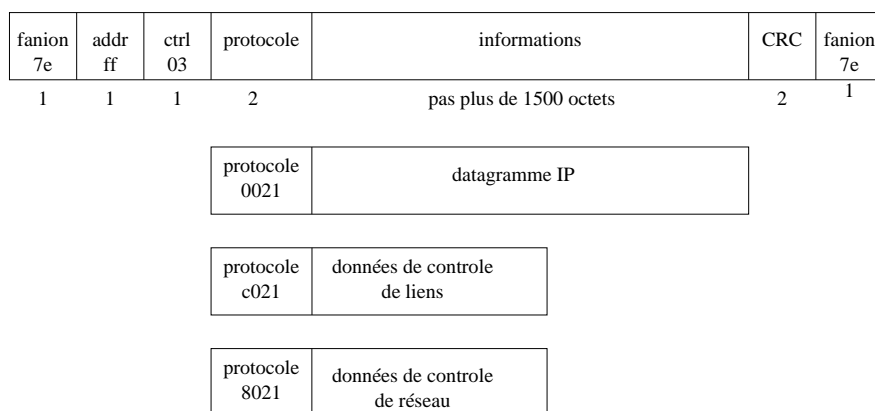 fanion addr ctrl protocole informations CRC fanion
7e ff 03 7e
1 1 1 2 pas plus de 1500 octets 2 1
protocole datagramme IP
0021
protocole données de controle
c021 de liens
protocole données de controle
8021 de réseau